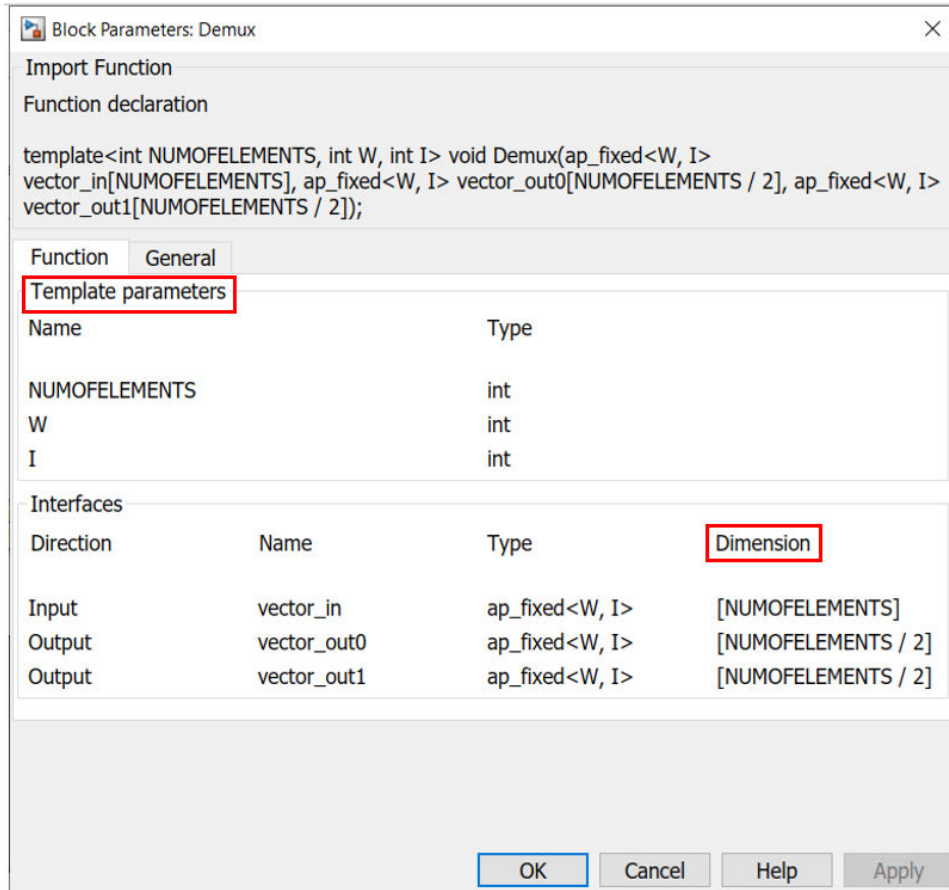 Block Parameters: Demux
Import Function
Function declaration
template<int NUMOFELEMENTS, int W, int I> void Demux(ap_fixed<W, I>
vector_in[NUMOFELEMENTS], ap_fixed<W, I> vector_out0[NUMOFELEMENTS / 2], ap_fixed<W, I>
vector_out1[NUMOFELEMENTS / 2]);
Function General
Template parameters
Name Type
NUMOFELEMENTS int
W int
I int
Interfaces
Direction Name Type Dimension
Input vector_in ap_fixed<W, I> [NUMOFELEMENTS]
Output vector_out0 ap_fixed<W, I> [NUMOFELEMENTS / 2]
Output vector_out1 ap_fixed<W, I> [NUMOFELEMENTS / 2]
OK Cancel Help Apply